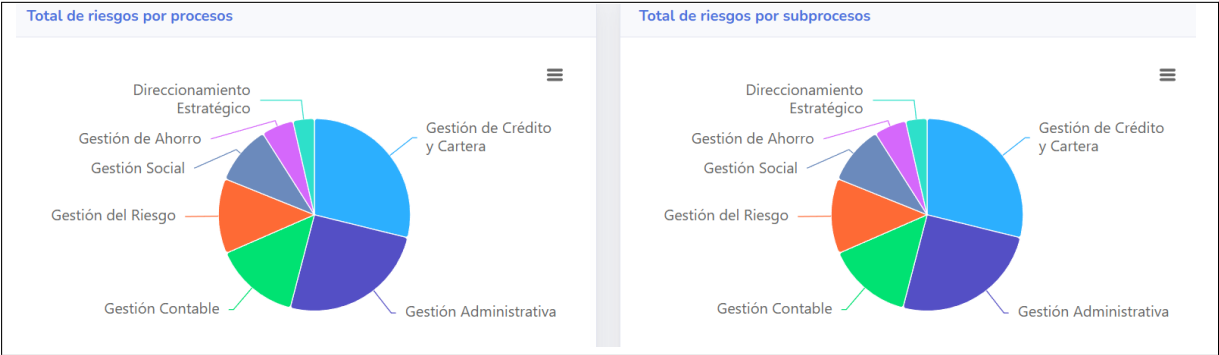 Total de riesgos por procesos
Direccionamiento
Estratégico
Gestión de Ahorro
Gestión Social
Gestión del Riesgo
Gestión Contable
Gestión de Crédito
y Cartera
Gestión Administrativa
Total de riesgos por subprocesos
Direccionamiento
Estratégico
Gestión de Ahorro
Gestión Social
Gestión del Riesgo
Gestión Contable
Gestión de Crédito
y Cartera
Gestión Administrativa